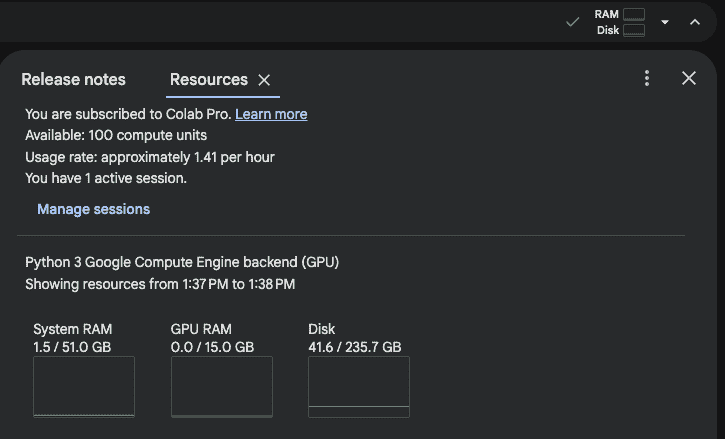 RAM
Disk
Release notes
Resources
You are subscribed to Colab Pro. Learn more
Available: 100 compute units
Usage rate: approximately 1.41 per hour
You have 1 active session.
Manage sessions
Python 3 Google Compute Engine backend (GPU)
Showing resources from 1:37 PM to 1:38 PM
System RAM
1.5 / 51.0 GB
GPU RAM
0.0 / 15.0 GB
Disk
41.6 / 235.7 GB